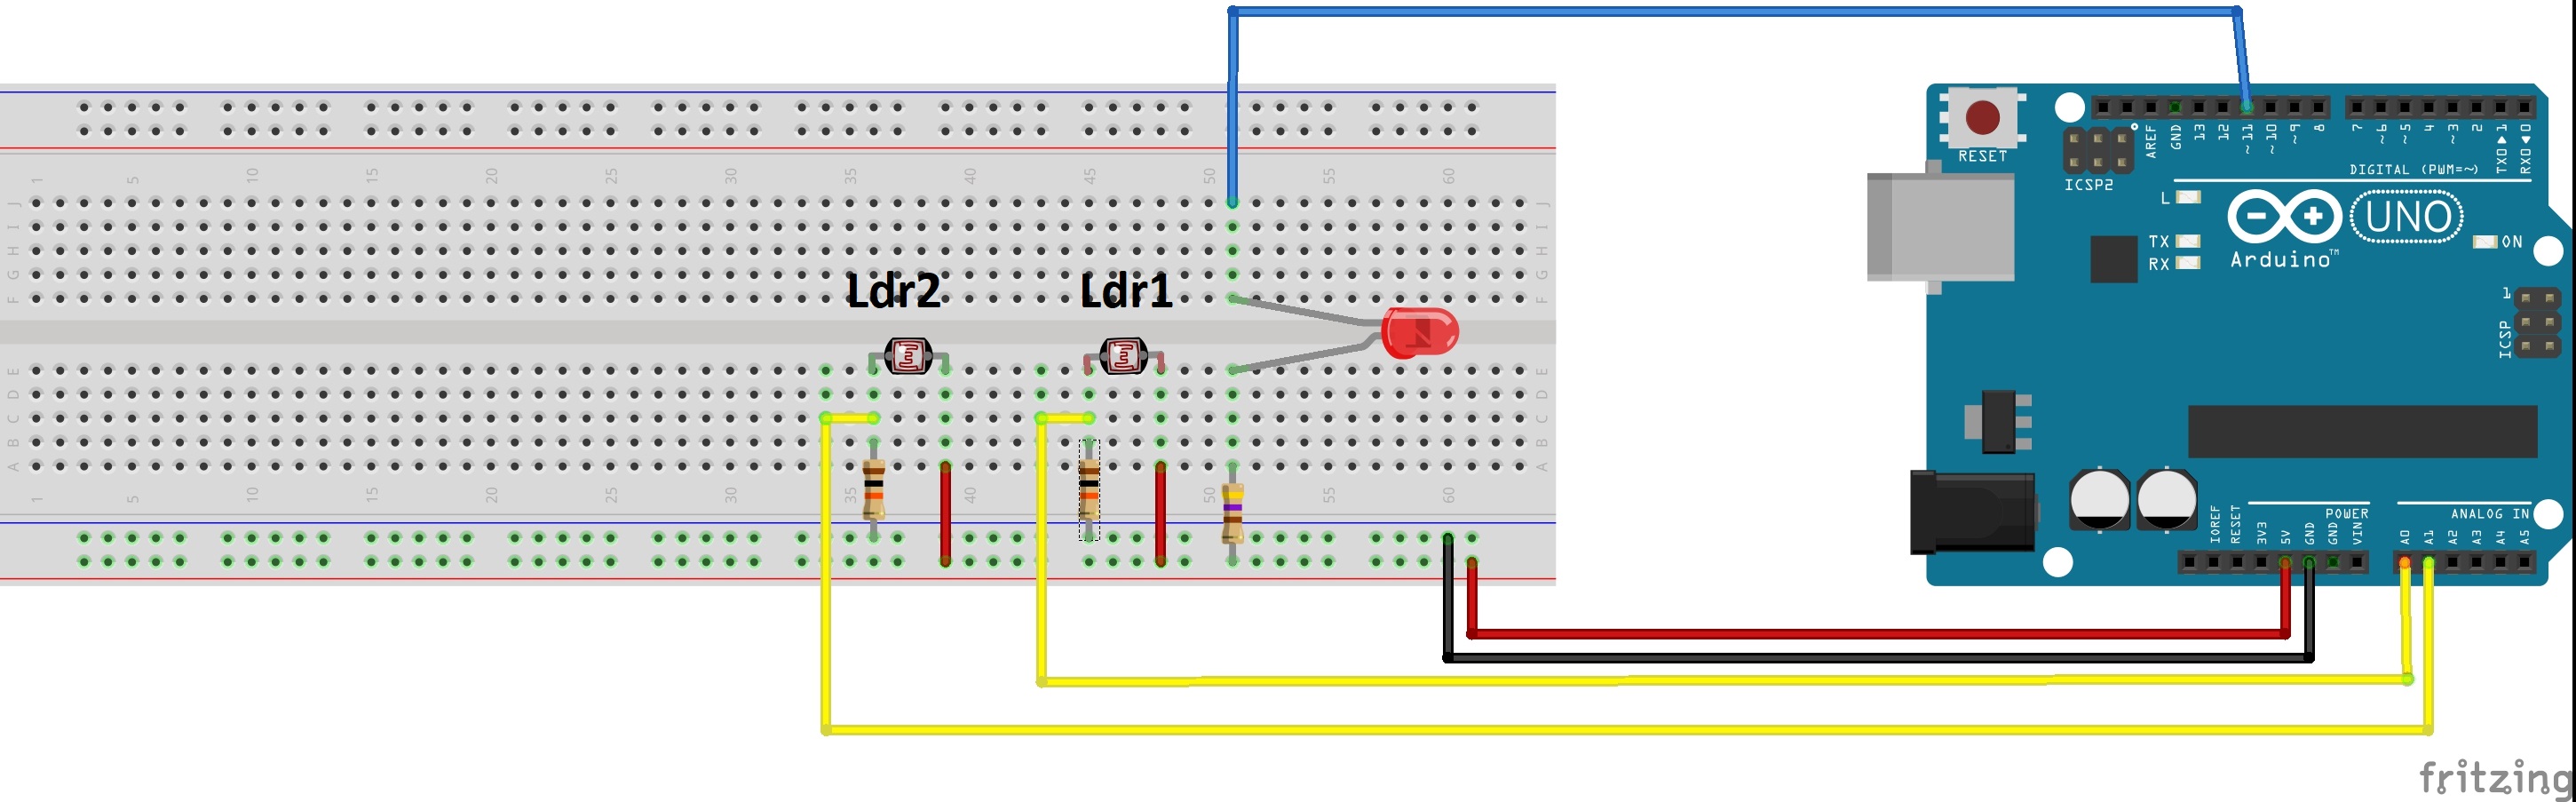 1 5 10 15 20 25 30 35 40 45 50 55 60
J J
I I
H H
G G
F F
Ldr2 Ldr1
E E
D D
C C
B B
A A
1 5 10 15 20 25 30 35 40 45 50 55 60
RESET
ICSP2
AREF
GND
13
12
~11
~10
~9
8
7
~6
~5
4
~3
2
TX0▶1
RX0◀0
DIGITAL (PWM=~)
L
TX
RX
UNO
Arduino™
ON
1
ICSP
POWER
ANALOG IN
IOREF
RESET
3V3
5V
GND
GND
VIN
A0
A1
A2
A3
A4
A5
fritzing